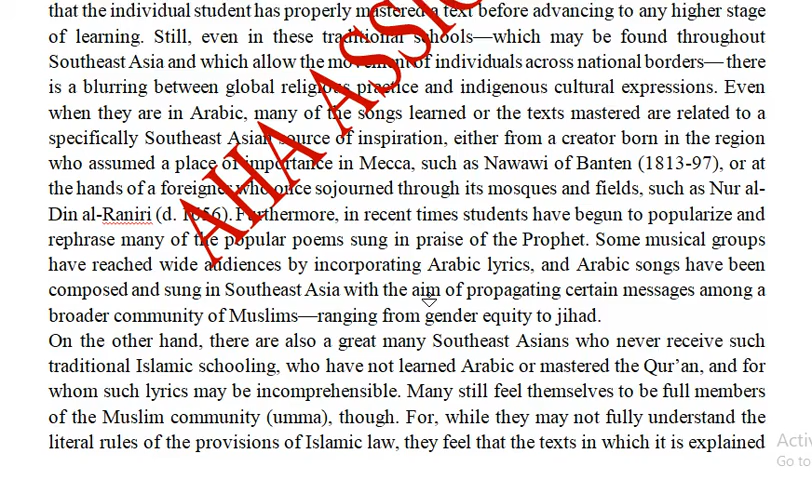 that the individual student has properly mastered a text before advancing to any higher stage
of learning. Still, even in these traditional schools—which may be found throughout
Southeast Asia and which allow the movement of individuals across national borders— there
is a blurring between global religious practice and indigenous cultural expressions. Even
when they are in Arabic, many of the songs learned or the texts mastered are related to a
specifically Southeast Asian source of inspiration, either from a creator born in the region
who assumed a place of importance in Mecca, such as Nawawi of Banten (1813-97), or at
the hands of a foreigner who once sojourned through its mosques and fields, such as Nur al-
Din al-Raniri (d. 1656). Furthermore, in recent times students have begun to popularize and
rephrase many of the popular poems sung in praise of the Prophet. Some musical groups
have reached wide audiences by incorporating Arabic lyrics, and Arabic songs have been
composed and sung in Southeast Asia with the aim of propagating certain messages among a
broader community of Muslims—ranging from gender equity to jihad.
On the other hand, there are also a great many Southeast Asians who never receive such
traditional Islamic schooling, who have not learned Arabic or mastered the Qur’an, and for
whom such lyrics may be incomprehensible. Many still feel themselves to be full members
of the Muslim community (umma), though. For, while they may not fully understand the
literal rules of the provisions of Islamic law, they feel that the texts in which it is explained
AHA
Go to